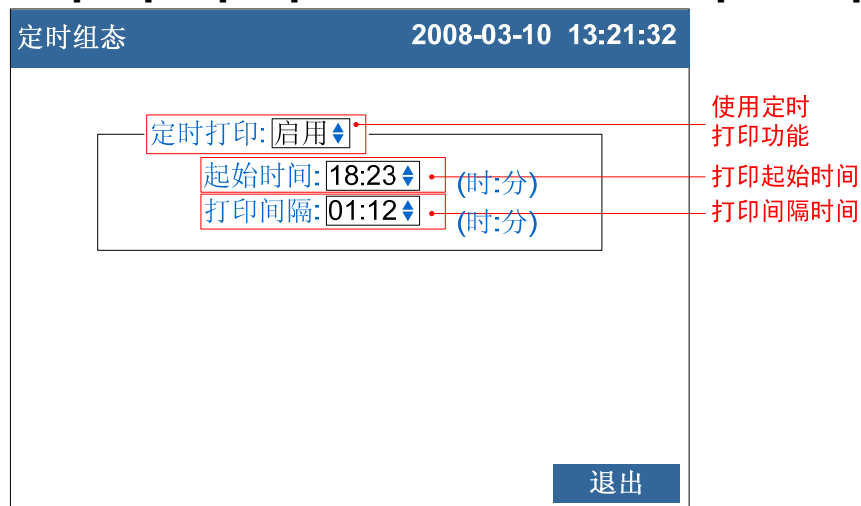 定时组态 2008-03-10 13:21:32
使用定时
打印功能
定时打印: 启用
起始时间: 18:23 (时:分)
打印起始时间
打印间隔: 01:12 (时:分)
打印间隔时间
退出